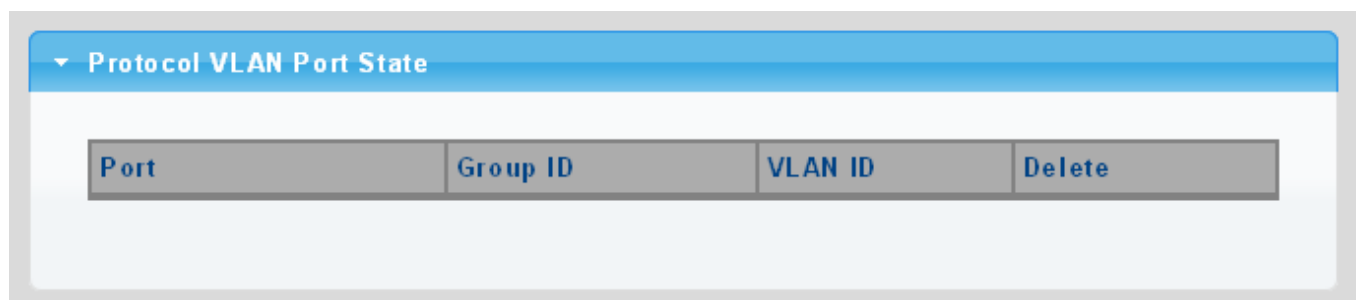 Protocol VLAN Port State
Port Group ID VLAN ID Delete